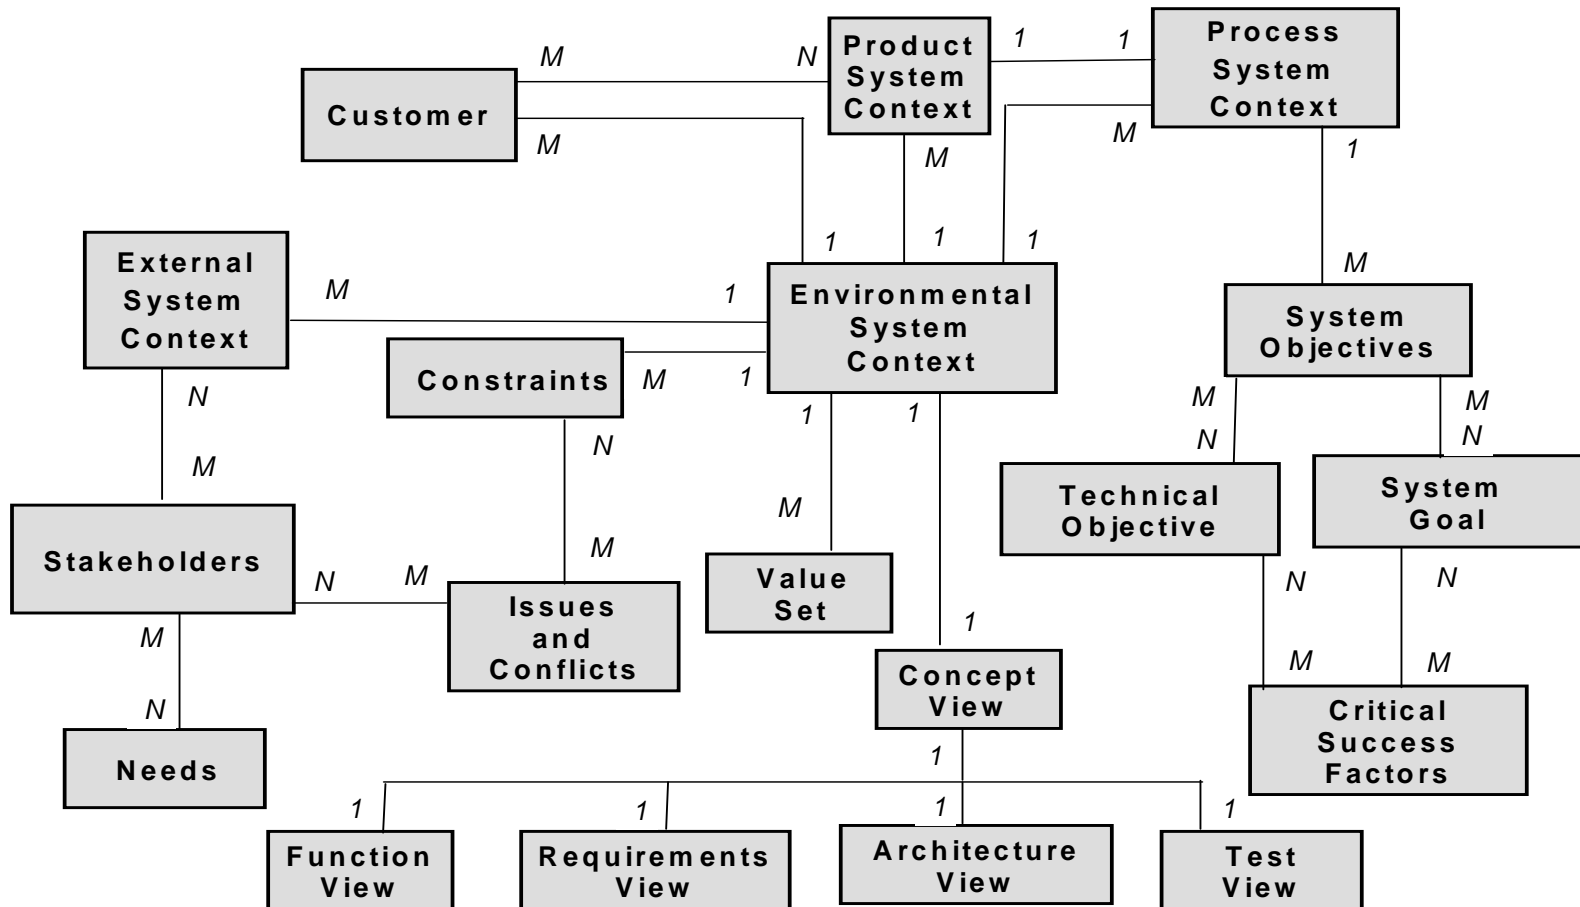 Product
System
Context
Process
System
Context
M
N
1
1
Customer
M
M
M
1
External
System
Context
M
1
1
1
1
M
Environmental
System
Context
System
Objectives
Constraints
M
1
N
N
1
1
M
N
M
N
M
Technical
Objective
System
Goal
M
Stakeholders
N
M
M
Value
Set
N
N
Issues
and
Conflicts
M
1
Concept
View
M
M
N
Needs
Critical
Success
Factors
1
1
1
1
1
Function
View
Requirements
View
Architecture
View
Test
View